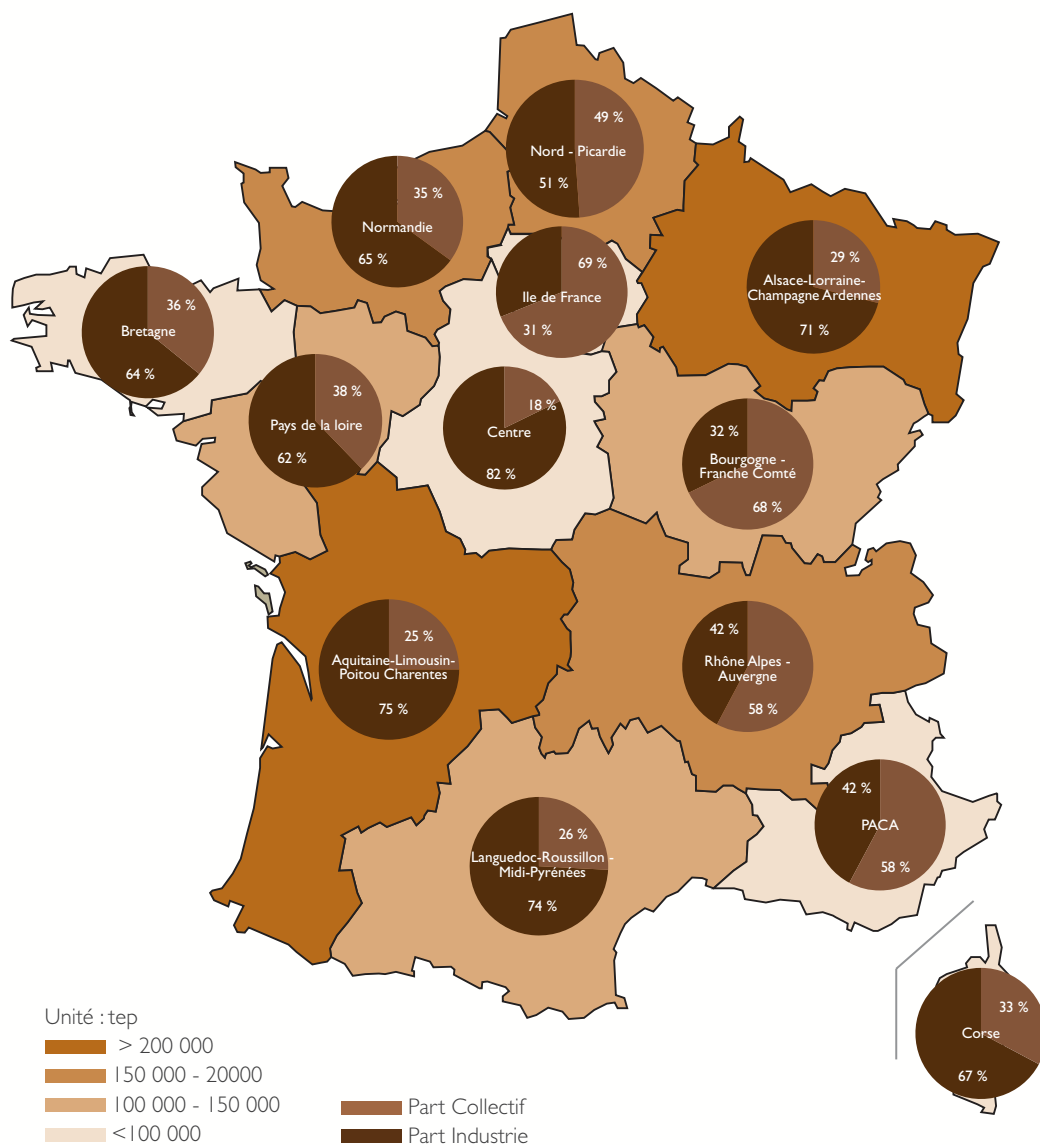 49 %
Nord - Picardie
51 %
35 %
Normandie
65 %
69 %
Ile de France
31 %
29 %
Alsace-Lorraine-
Champagne Ardennes
71 %
36 %
Bretagne
64 %
38 %
Pays de la loire
62 %
18 %
Centre
82 %
32 %
Bourgogne -
Franche Comté
68 %
25 %
Aquitaine-Limousin-
Poitou Charentes
75 %
42 %
Rhône Alpes -
Auvergne
58 %
42 %
PACA
58 %
26 %
Languedoc-Roussillon -
Midi-Pyrénées
74 %
33 %
Corse
67 %
Unité : tep
> 200 000
150 000 - 20000
100 000 - 150 000
<100 000
Part Collectif
Part Industrie